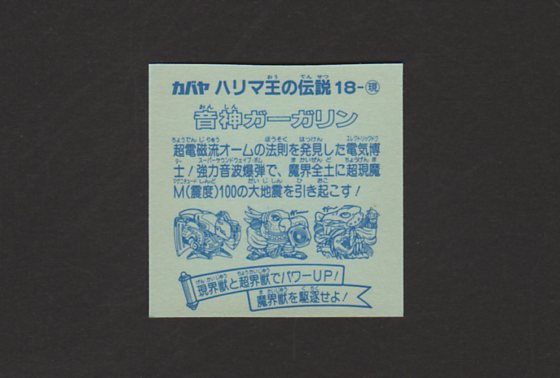 カバヤ ハリマ王の伝説 18-現
音神ガーガリン
超電磁流オームの法則を発見した電気博
士!強力音波爆弾で、魔界全土に超現魔
M(震度)100の大地震を引き起こす!
現界獣と超界獣でパワーUP!
魔界獣を駆逐せよ!